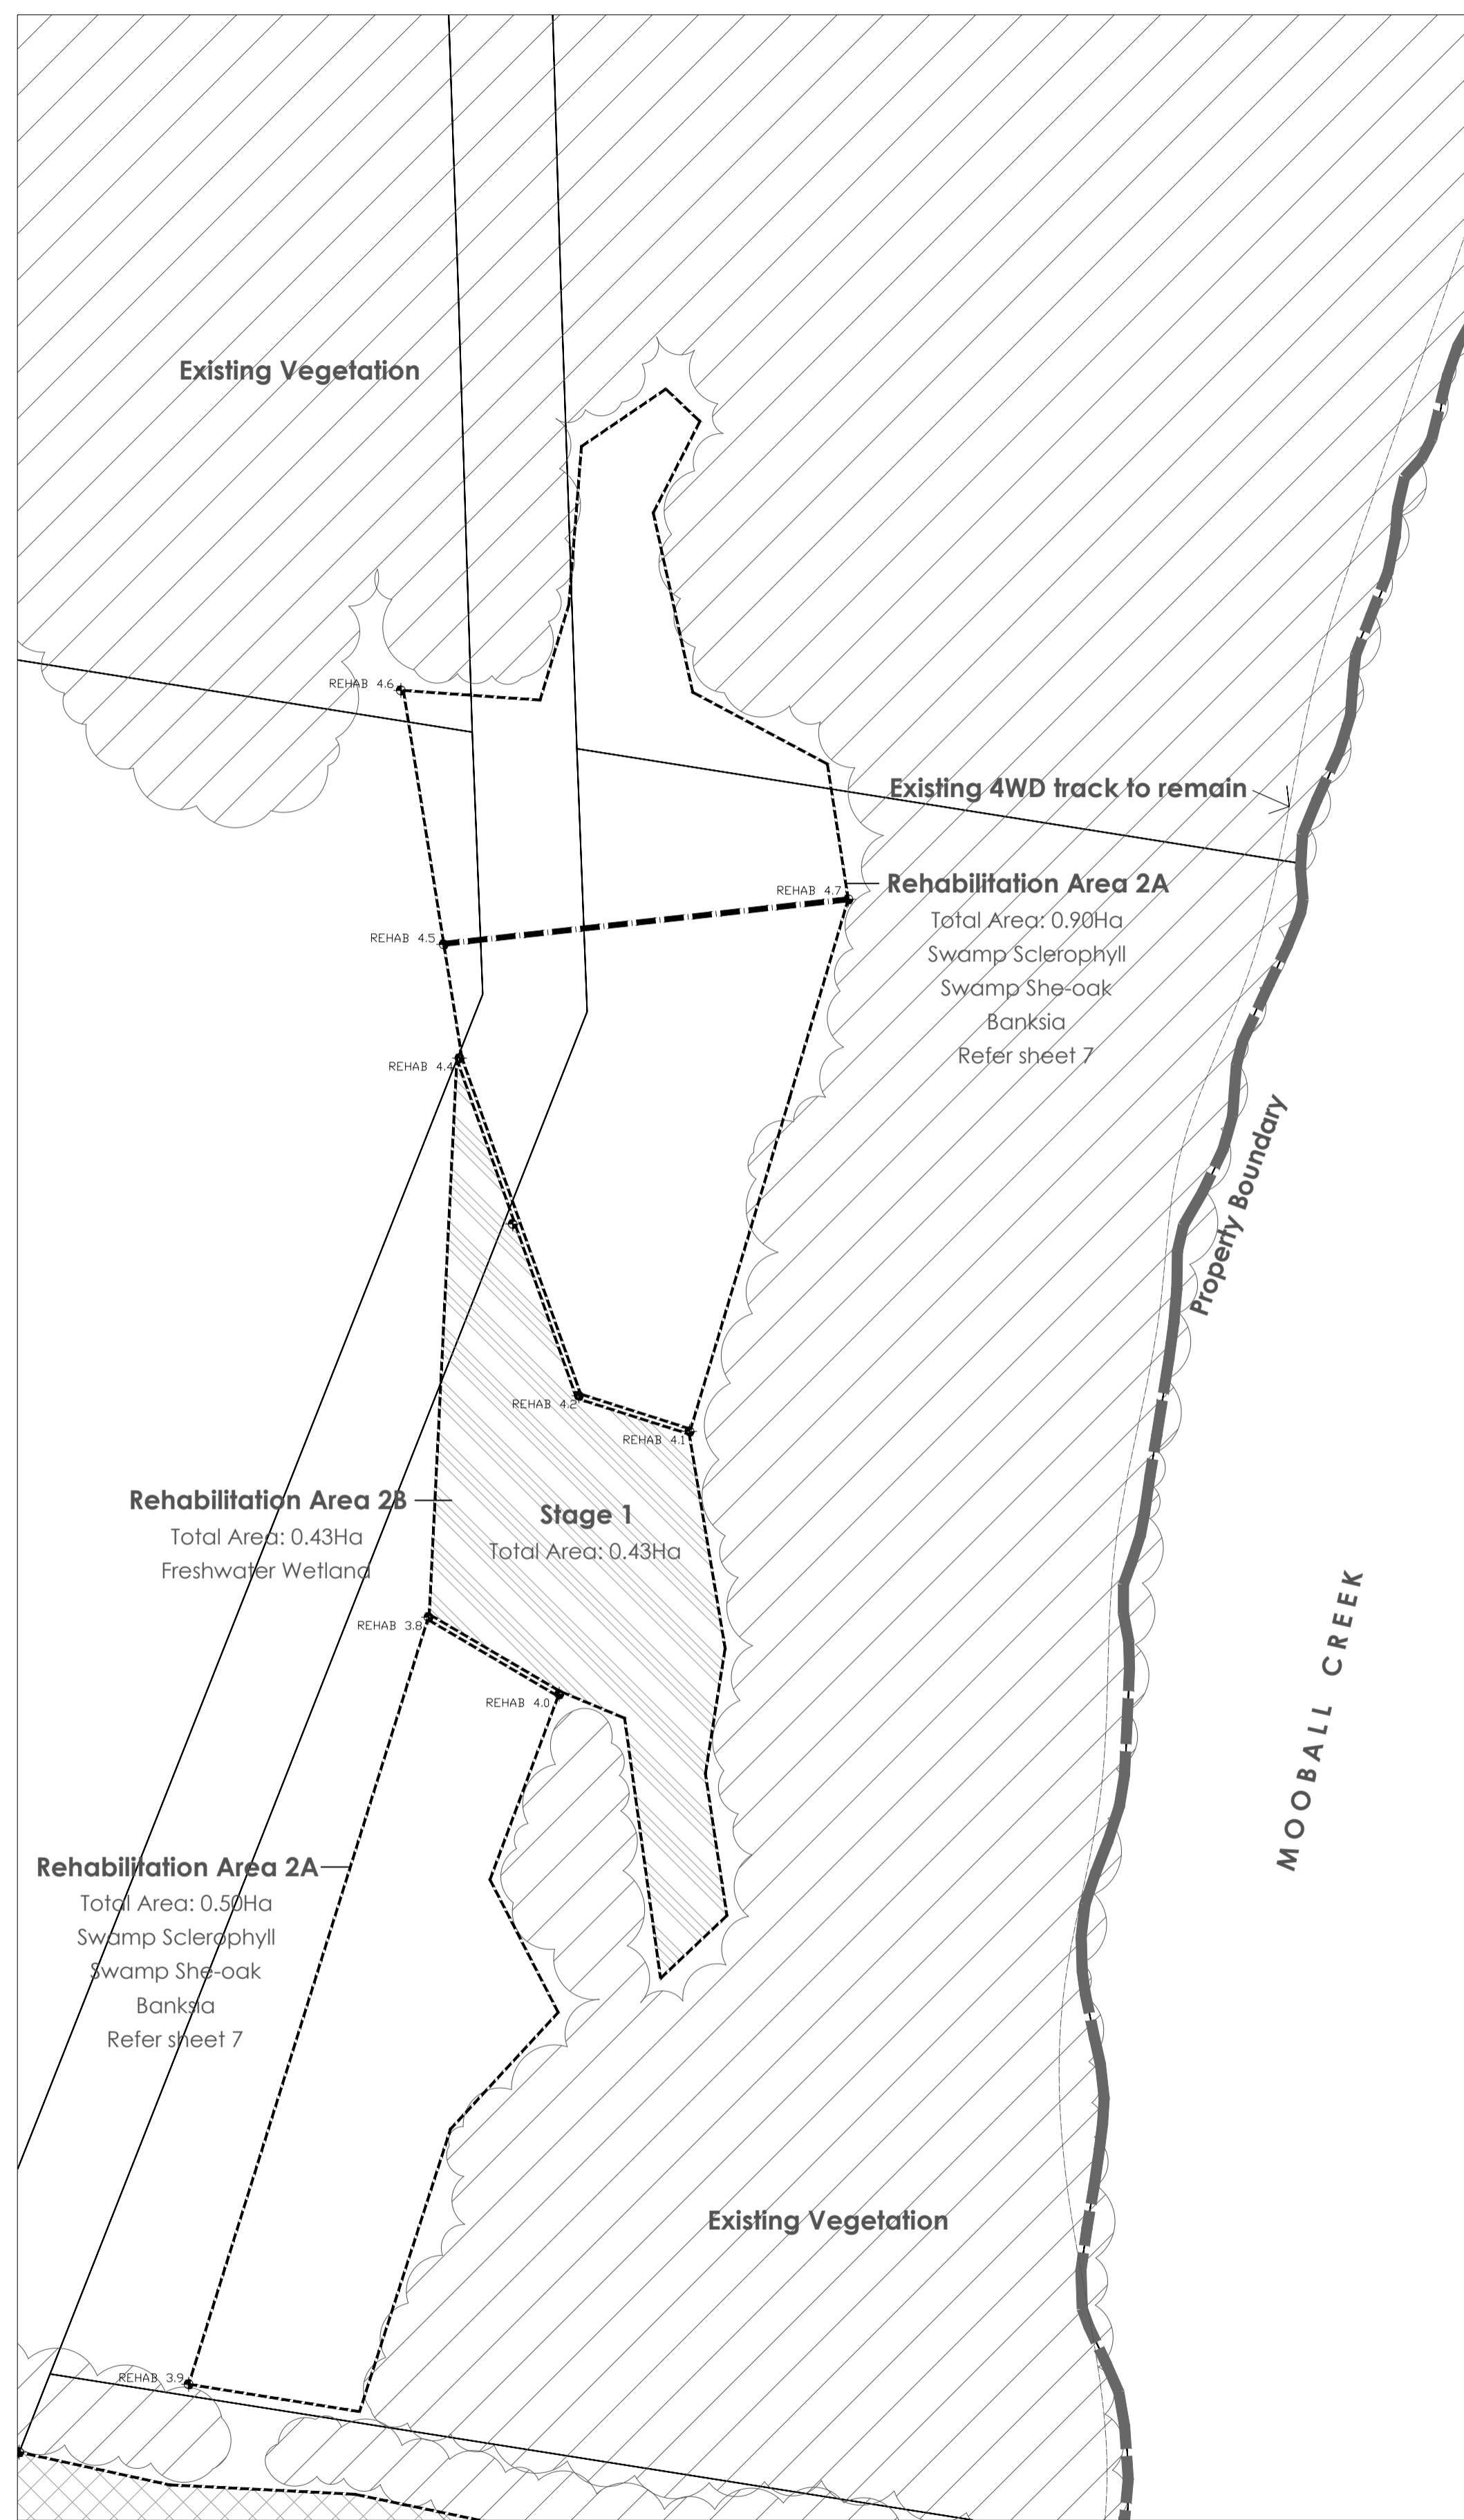 Existing Vegetation
REHAB 4.6
Existing 4WD track to remain
REHAB 4.7
Rehabilitation Area 2A
Total Area: 0.90Ha
Swamp Sclerophyll
Swamp She-oak
Banksia
Refer sheet 7
REHAB 4.5
REHAB 4.4
Property Boundary
REHAB 4.2
REHAB 4.1
Rehabilitation Area 2B
Total Area: 0.43Ha
Freshwater Wetland
Stage 1
Total Area: 0.43Ha
REHAB 3.8
REHAB 4.0
MOOBALL CREEK
Rehabilitation Area 2A
Total Area: 0.50Ha
Swamp Sclerophyll
Swamp She-oak
Banksia
Refer sheet 7
Existing Vegetation
REHAB 3.9